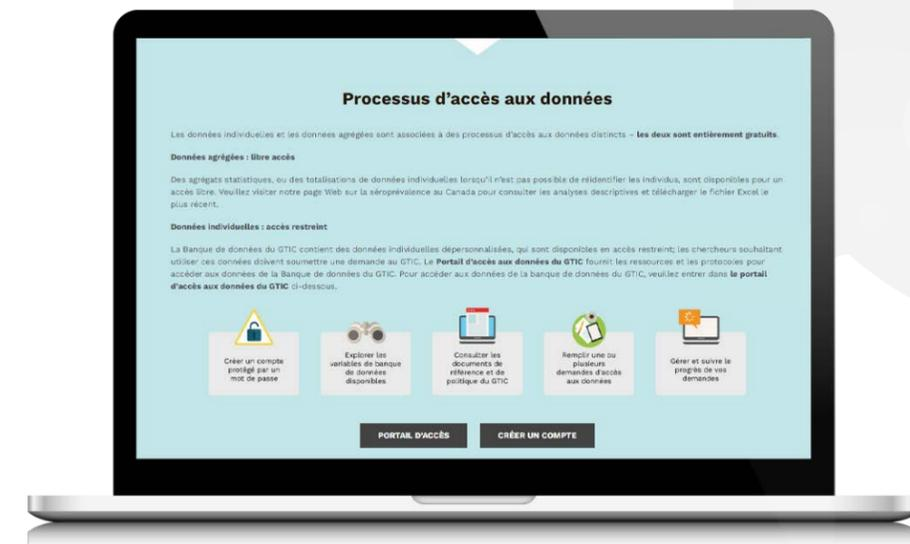 Processus d'accès aux données
Les données individuelles et les données agrégées sont associées à des processus d'accès aux données distincts – les deux sont entièrement gratuits.
Données agrégées : libre accès
Des agrégats statistiques, ou des totalisations de données individuelles lorsqu'il n'est pas possible de réidentifier les individus, sont disponibles pour un
accès libre. Veuillez visiter notre page Web sur la séroprévalence au Canada pour consulter les analyses descriptives et télécharger le fichier Excel le
plus récent.
Données individuelles : accès restreint
La Banque de données du GTIC contient des données individuelles dépersonnalisées, qui sont disponibles en accès restreint; les chercheurs souhaitant
utiliser ces données doivent soumettre une demande au GTIC. Le Portail d'accès aux données du GTIC fournit les ressources et les protocoles pour
accéder aux données de la Banque de données du GTIC. Pour accéder aux données de la banque de données du GTIC, veuillez entrer dans le portail
d'accès aux données du GTIC ci-dessous.
Créer un compte
protégé par un
mot de passe
Explorer les
variables de banque
de données
disponibles
Consulter les
documents de
référence et de
politique du GTIC
Remplir une ou
plusieurs
demandes d'accès
aux données
Gérer et suivre le
progrès de vos
demandes
PORTAIL D'ACCÈS
CRÉER UN COMPTE